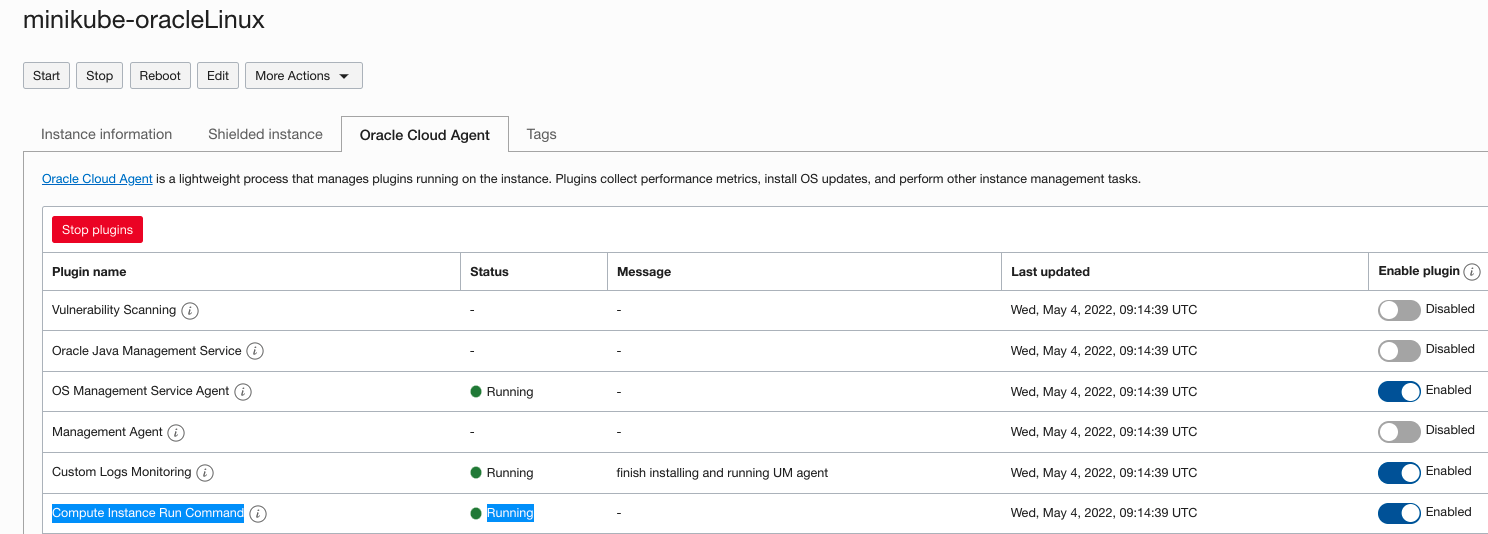 minikube-oracleLinux
Start Stop Reboot Edit More Actions
Instance information Shielded instance Oracle Cloud Agent Tags
Oracle Cloud Agent is a lightweight process that manages plugins running on the instance. Plugins collect performance metrics, install OS updates, and perform other instance management tasks.
Stop plugins
Plugin name Status Message Last updated Enable plugin i
Vulnerability Scanning i - - Wed, May 4, 2022, 09:14:39 UTC Disabled
Oracle Java Management Service i - - Wed, May 4, 2022, 09:14:39 UTC Disabled
OS Management Service Agent i Running - Wed, May 4, 2022, 09:14:39 UTC Enabled
Management Agent i - - Wed, May 4, 2022, 09:14:39 UTC Disabled
Custom Logs Monitoring i Running finish installing and running UM agent Wed, May 4, 2022, 09:14:39 UTC Enabled
Compute Instance Run Command i Running - Wed, May 4, 2022, 09:14:39 UTC Enabled